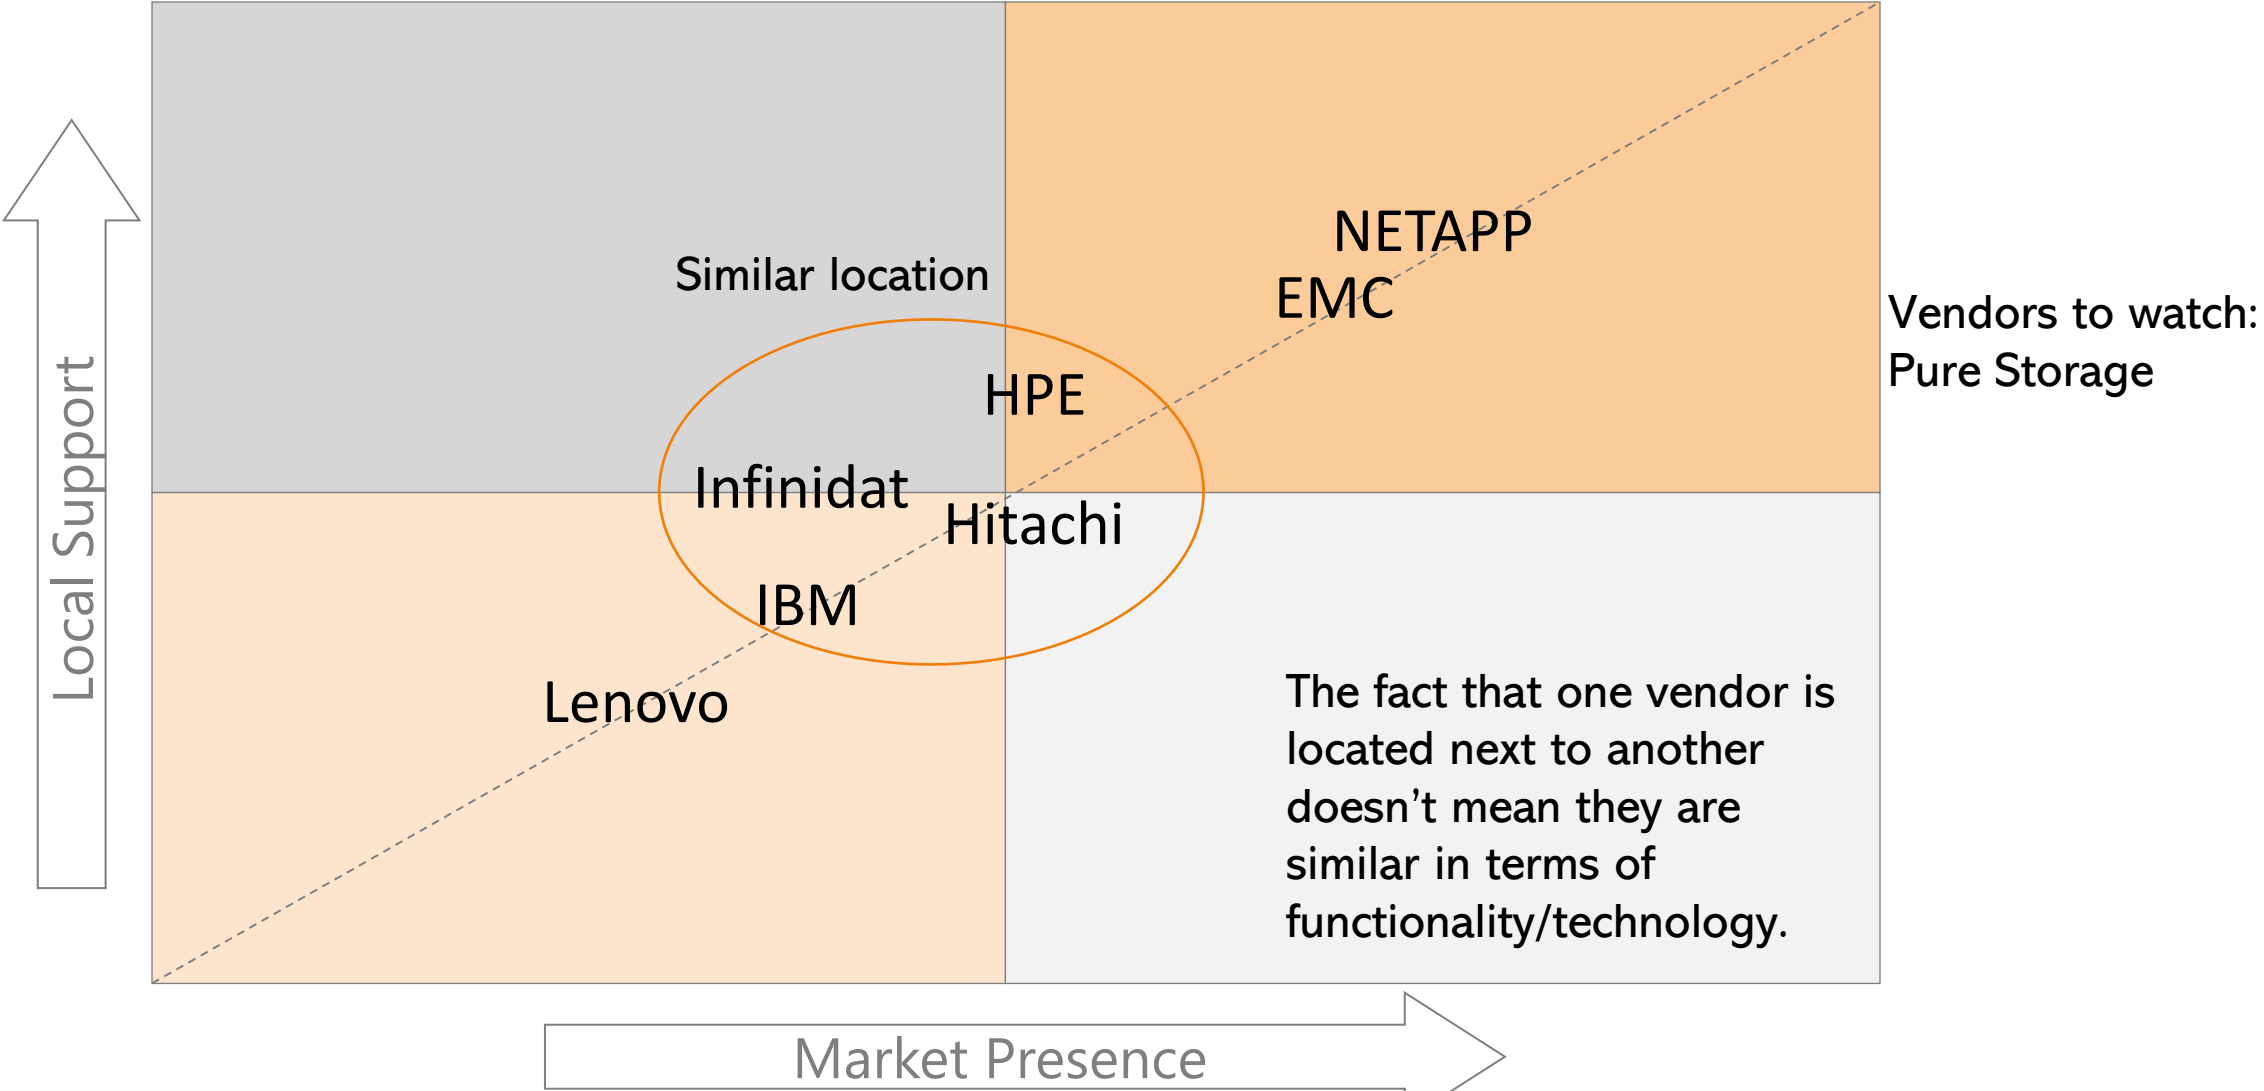 Local Support
Similar location
NETAPP
EMC
HPE
Infinidat
Hitachi
IBM
Lenovo
Vendors to watch:
Pure Storage
The fact that one vendor is
located next to another
doesn’t mean they are
similar in terms of
functionality/technology.
Market Presence